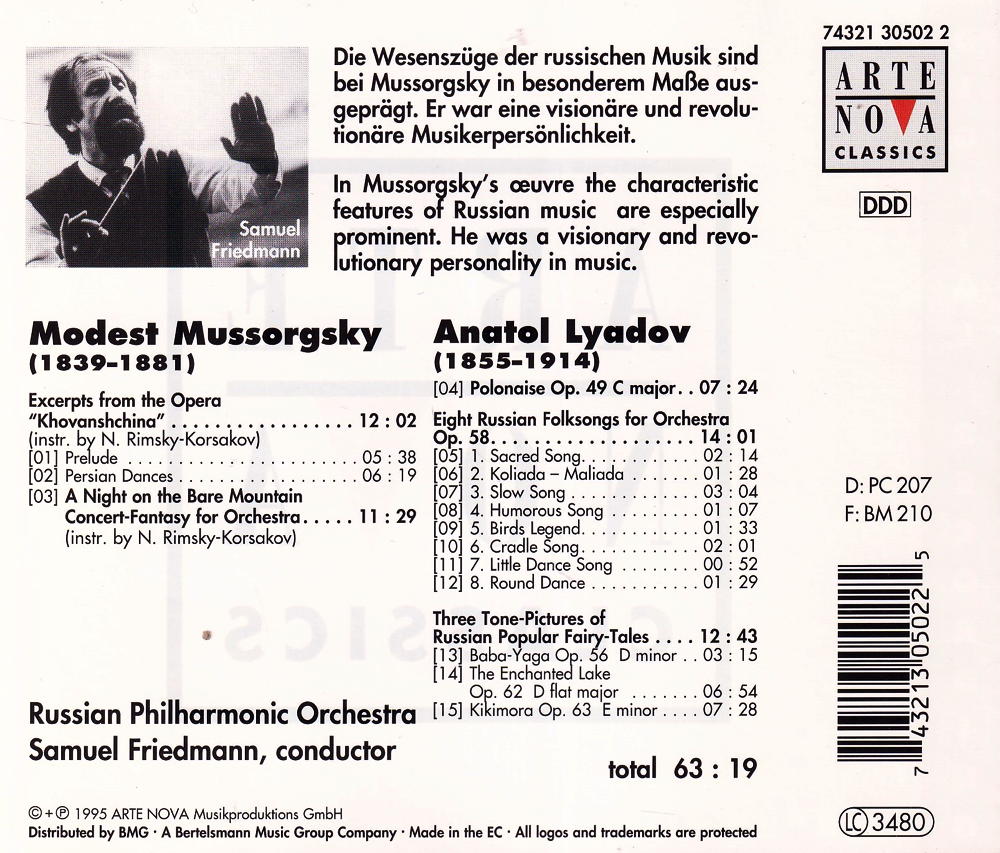 74321 30502 2
ARTE
NOVA
CLASSICS
DDD
Die Wesenszüge der russischen Musik sind
bei Mussorgsky in besonderem Maße aus-
geprägt. Er war eine visionäre und revolu-
tionäre Musikerpersönlichkeit.
In Mussorgsky's œuvre the characteristic
features of Russian music are especially
prominent. He was a visionary and revo-
lutionary personality in music.
Samuel
Friedmann
Modest Mussorgsky
(1839–1881)
Excerpts from the Opera
“Khovanshchina” . . . . . . . . . . . . . . . . . 12 : 02
(instr. by N. Rimsky-Korsakov)
[01] Prelude . . . . . . . . . . . . . . . . . . . . . . 05 : 38
[02] Persian Dances . . . . . . . . . . . . . . . . . 06 : 19
[03] A Night on the Bare Mountain
Concert-Fantasy for Orchestra. . . . . 11 : 29
(instr. by N. Rimsky-Korsakov)
Anatol Lyadov
(1855–1914)
[04] Polonaise Op. 49 C major. . 07 : 24
Eight Russian Folksongs for Orchestra
Op. 58. . . . . . . . . . . . . . . . . . . 14 : 01
[05] 1. Sacred Song. . . . . . . . . . . 02 : 14
[06] 2. Koliada – Maliada . . . . . . . 01 : 28
[07] 3. Slow Song . . . . . . . . . . . . 03 : 04
[08] 4. Humorous Song . . . . . . . . 01 : 07
[09] 5. Birds Legend. . . . . . . . . . . 01 : 33
[10] 6. Cradle Song. . . . . . . . . . . 02 : 01
[11] 7. Little Dance Song . . . . . . . 00 : 52
[12] 8. Round Dance . . . . . . . . . . 01 : 29
Three Tone-Pictures of
Russian Popular Fairy-Tales . . . . 12 : 43
[13] Baba-Yaga Op. 56 D minor . . 03 : 15
[14] The Enchanted Lake
Op. 62 D flat major . . . . . . . 06 : 54
[15] Kikimora Op. 63 E minor . . . . 07 : 28
Russian Philharmonic Orchestra
Samuel Friedmann, conductor
total 63 : 19
D: PC 207
F: BM 210
7 43213 05022 5
© + ℗ 1995 ARTE NOVA Musikproduktions GmbH
Distributed by BMG · A Bertelsmann Music Group Company · Made in the EC · All logos and trademarks are protected
LC 3480